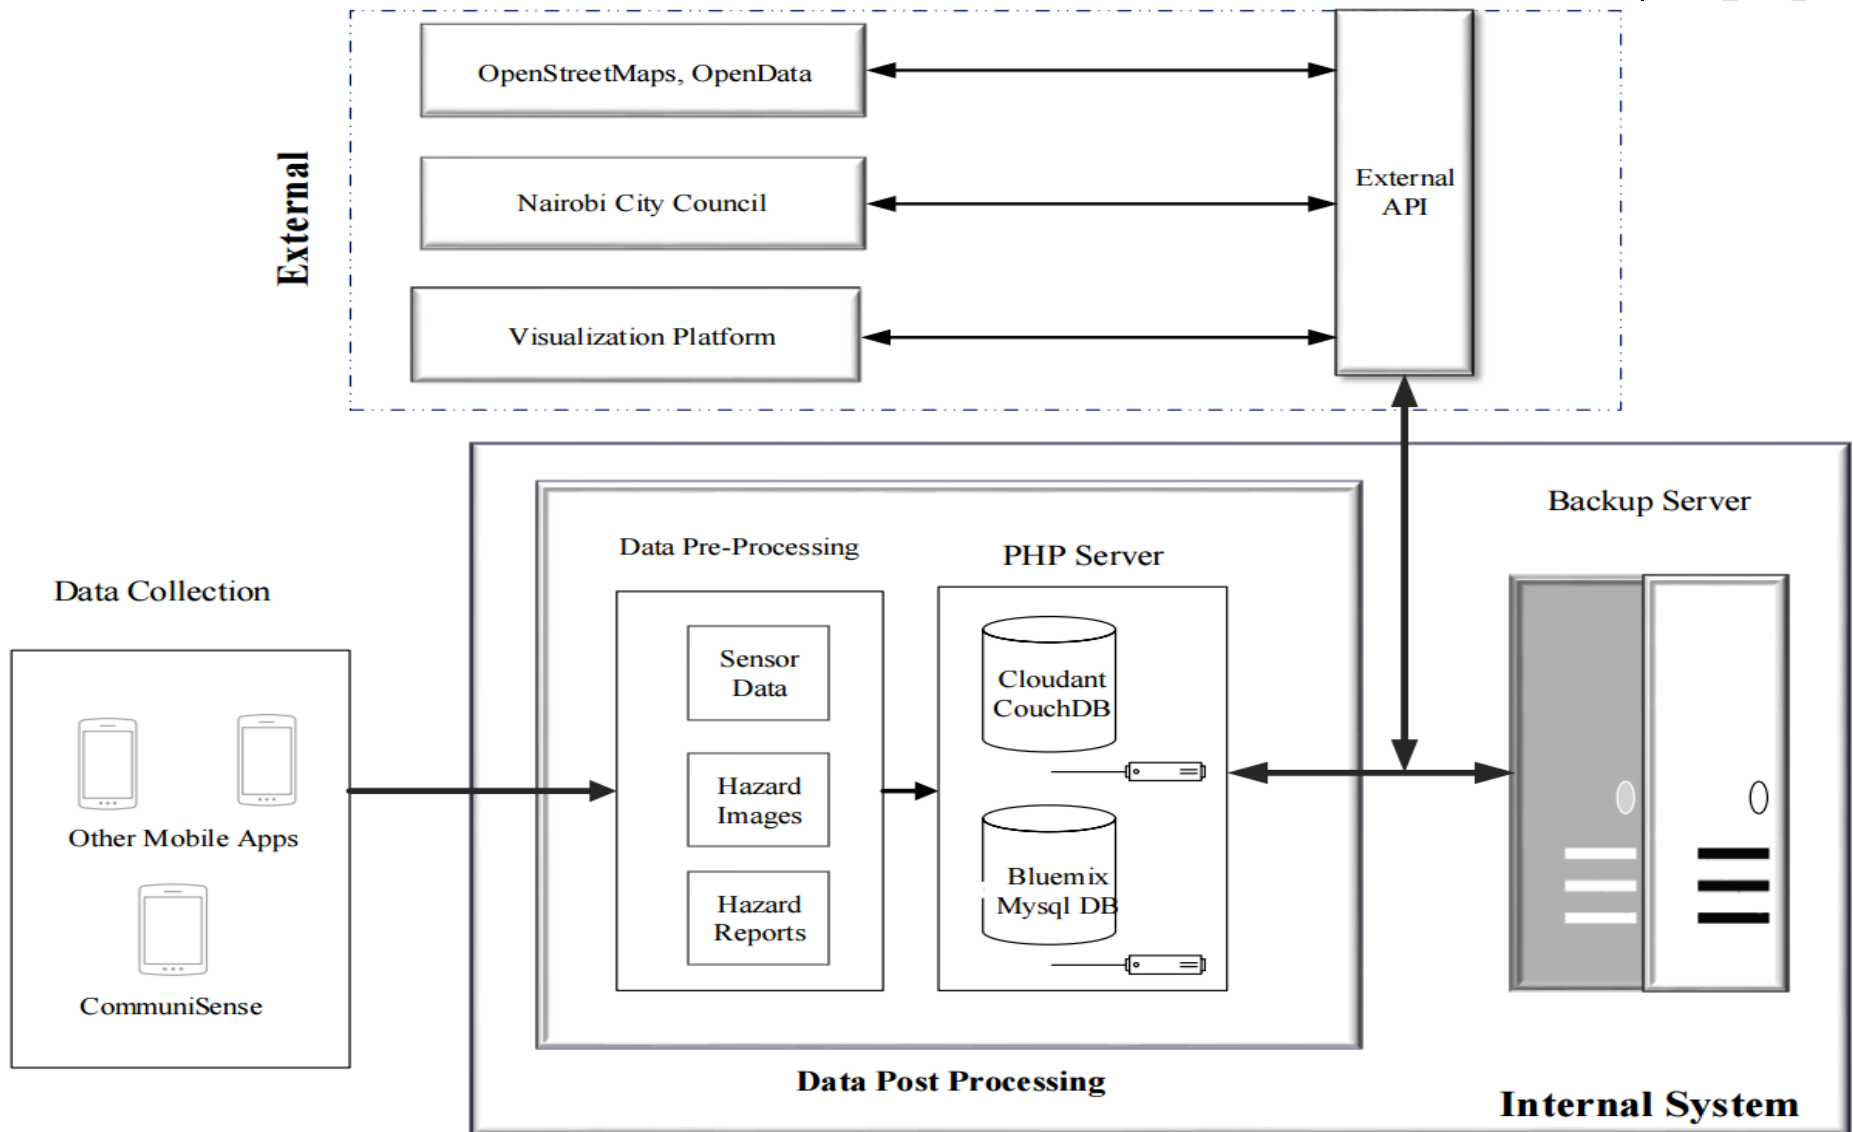 External
OpenStreetMaps, OpenData
Nairobi City Council
Visualization Platform
External
API
Data Collection
Other Mobile Apps
CommuniSense
Data Pre-Processing
Sensor
Data
Hazard
Images
Hazard
Reports
PHP Server
Cloudant
CouchDB
Bluemix
Mysql DB
Backup Server
Data Post Processing
Internal System